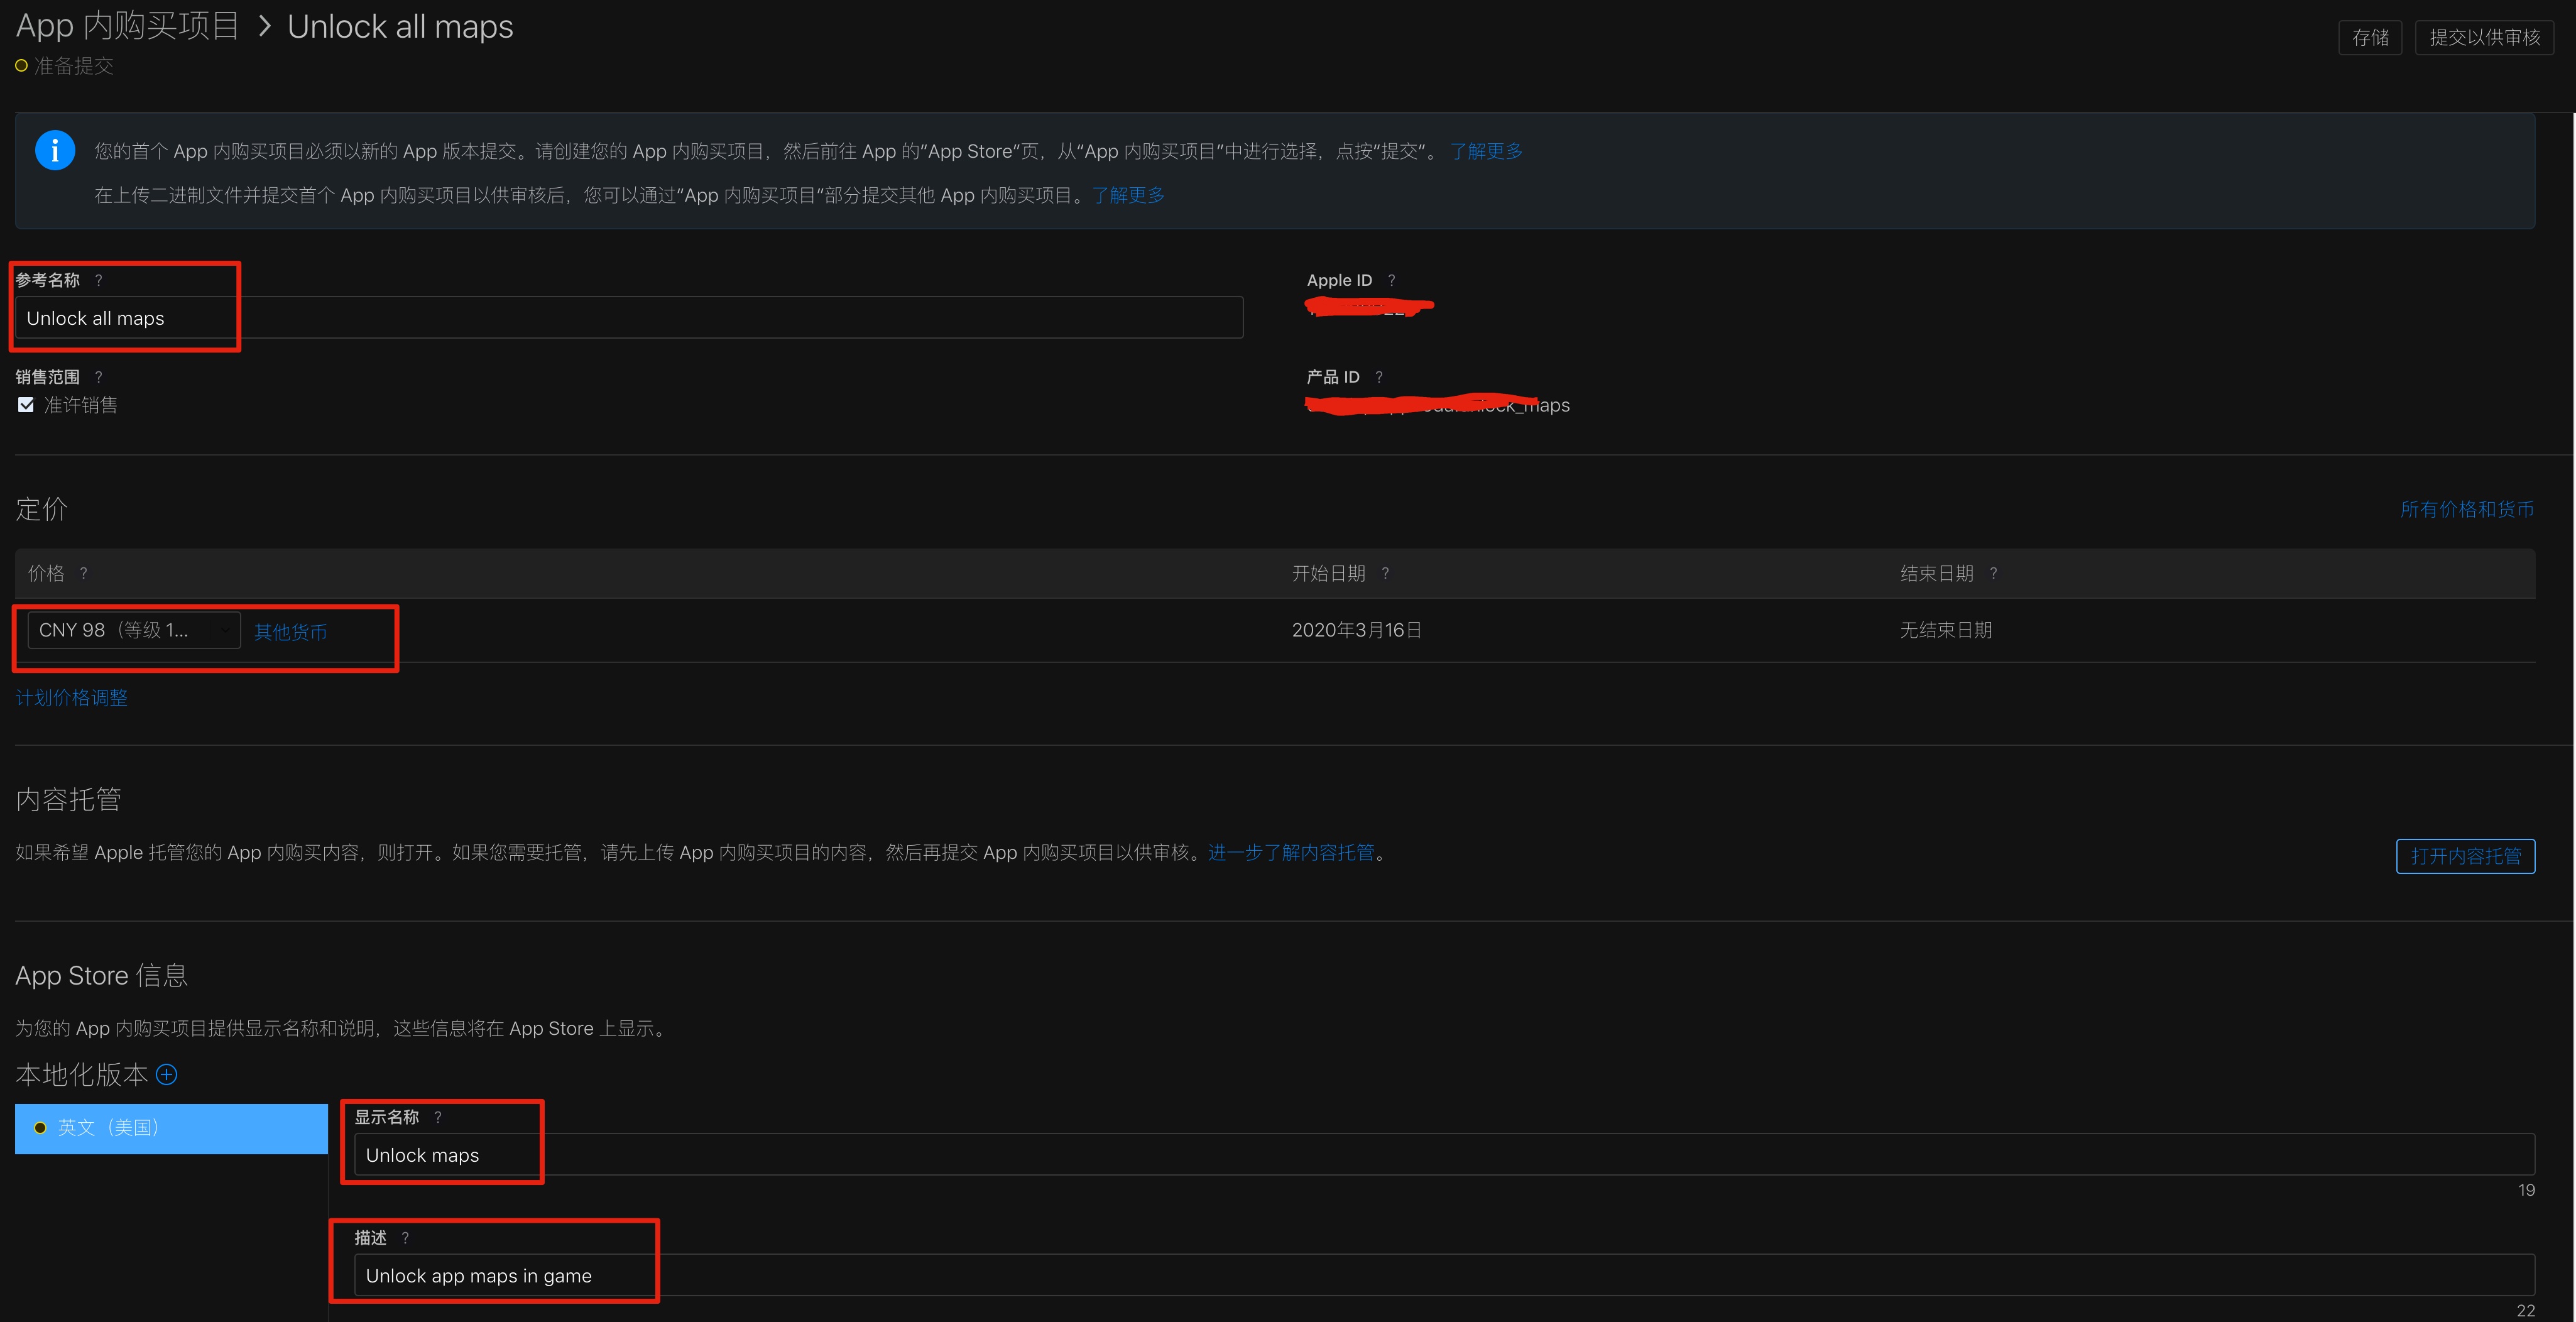 App 内购买项目 > Unlock all maps
存储 提交以供审核
准备提交
您的首个 App 内购买项目必须以新的 App 版本提交。请创建您的 App 内购买项目，然后前往 App 的“App Store”页，从“App 内购买项目”中进行选择，点按“提交”。 了解更多
在上传二进制文件并提交首个 App 内购买项目以供审核后，您可以通过“App 内购买项目”部分提交其他 App 内购买项目。了解更多
参考名称 ?
Unlock all maps
Apple ID ?
销售范围 ?
准许销售
产品 ID ?
_maps
定价
所有价格和货币
价格 ? 开始日期 ? 结束日期 ?
CNY 98（等级 1... 其他货币 2020年3月16日 无结束日期
计划价格调整
内容托管
如果希望 Apple 托管您的 App 内购买内容，则打开。如果您需要托管，请先上传 App 内购买项目的内容，然后再提交 App 内购买项目以供审核。进一步了解内容托管。
打开内容托管
App Store 信息
为您的 App 内购买项目提供显示名称和说明，这些信息将在 App Store 上显示。
本地化版本
英文（美国）
显示名称 ?
Unlock maps
19
描述 ?
Unlock app maps in game
22